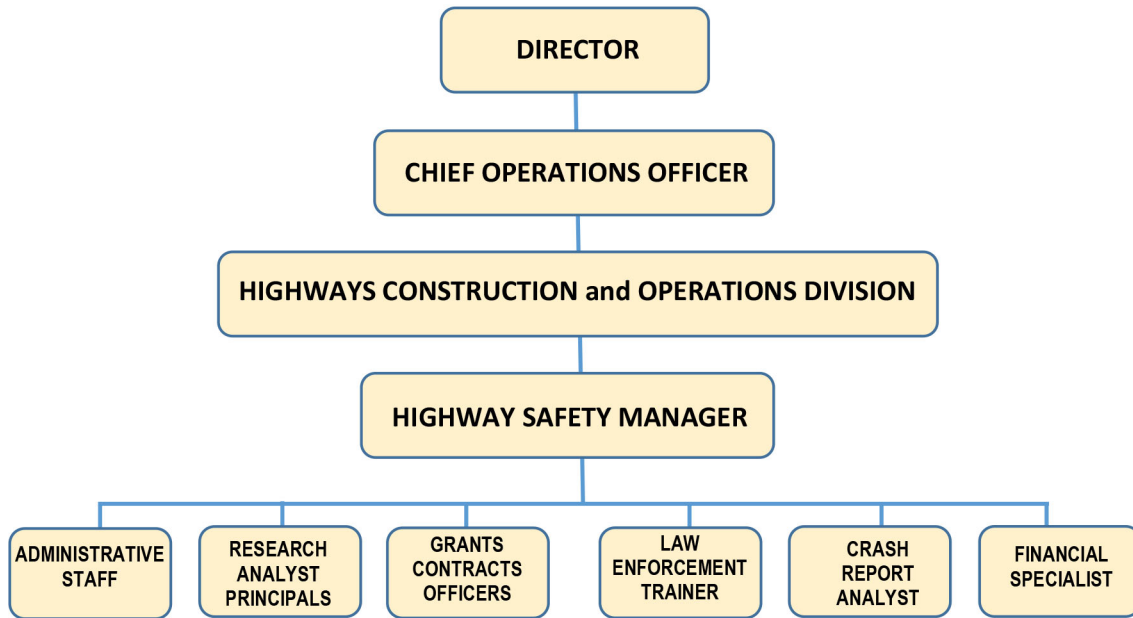 DIRECTOR
CHIEF OPERATIONS OFFICER
HIGHWAYS CONSTRUCTION and OPERATIONS DIVISION
HIGHWAY SAFETY MANAGER
ADMINISTRATIVE
STAFF
RESEARCH
ANALYST
PRINCIPALS
GRANTS
CONTRACTS
OFFICERS
LAW
ENFORCEMENT
TRAINER
CRASH
REPORT
ANALYST
FINANCIAL
SPECIALIST